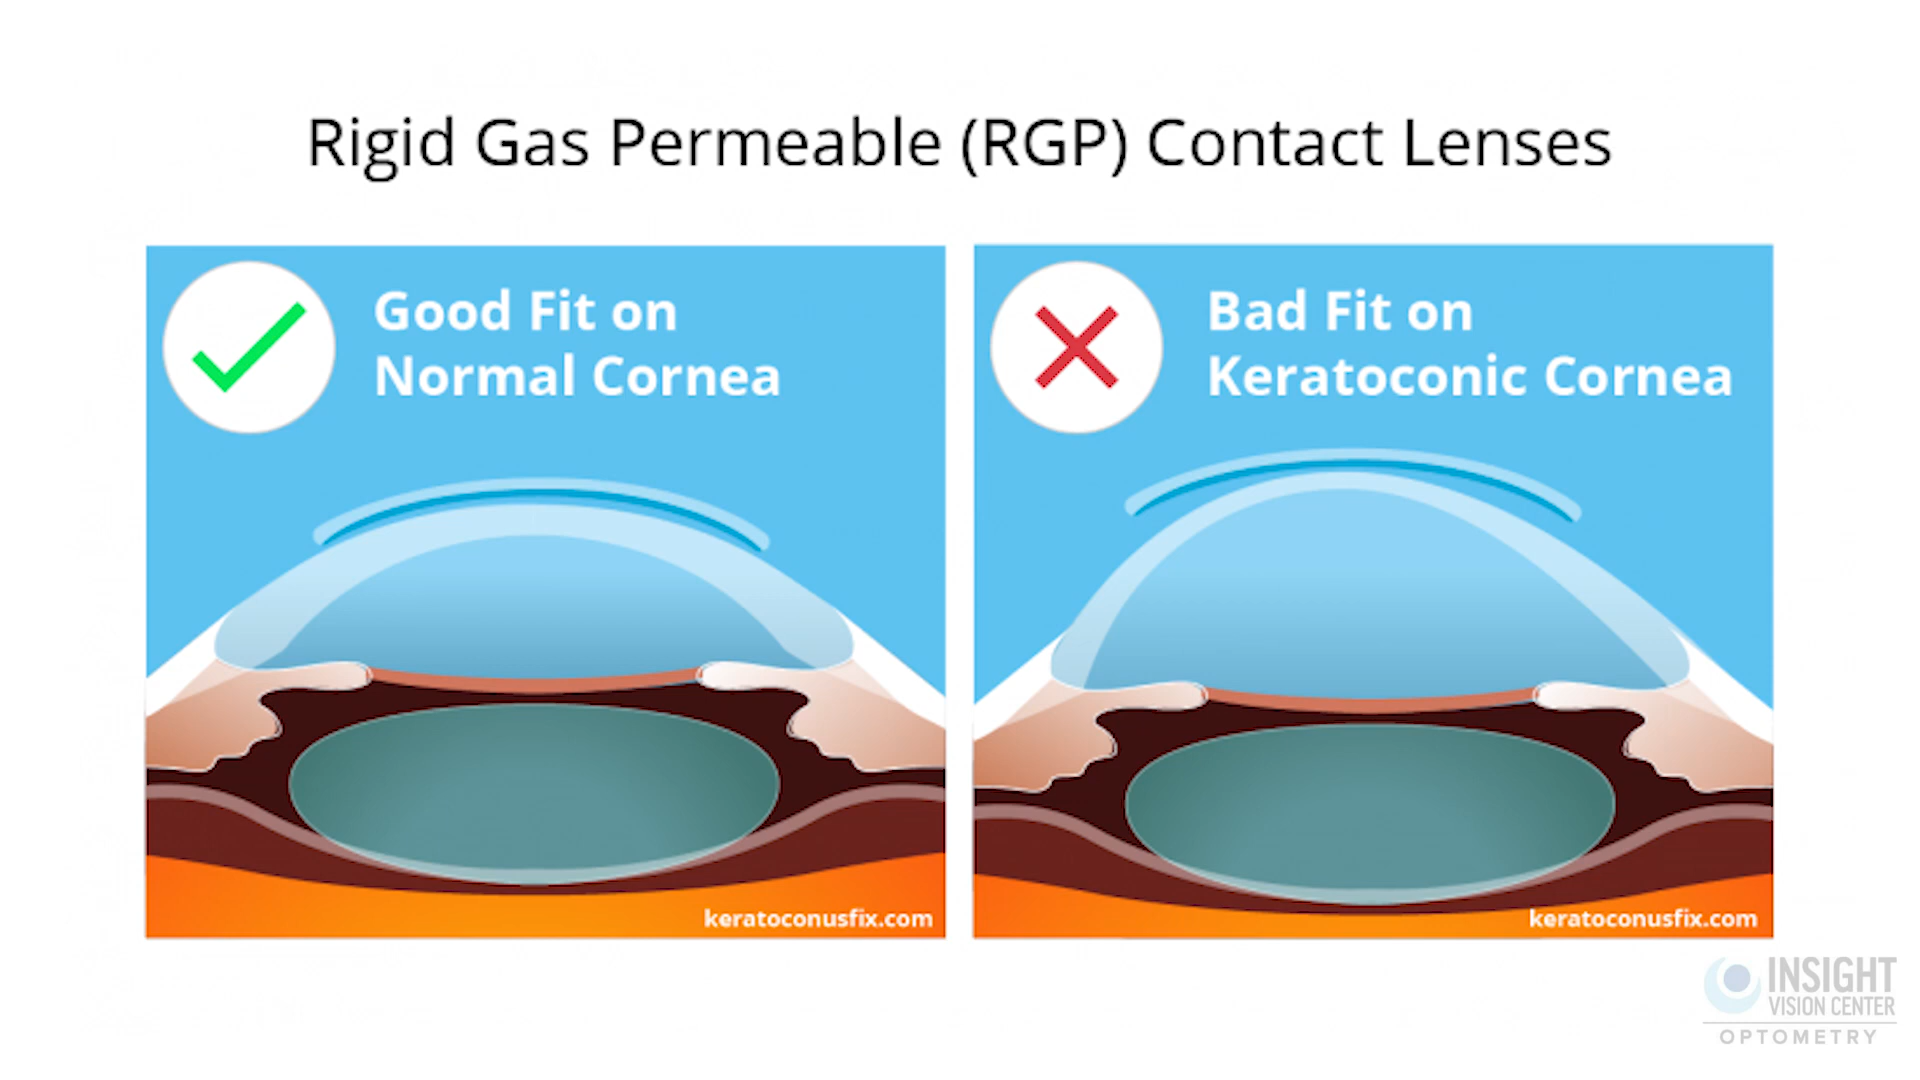 Rigid Gas Permeable (RGP) Contact Lenses
Good Fit on
Normal Cornea
keratoconusfix.com
Bad Fit on
Keratoconic Cornea
keratoconusfix.com
INSIGHT
VISION CENTER
OPTOMETRY